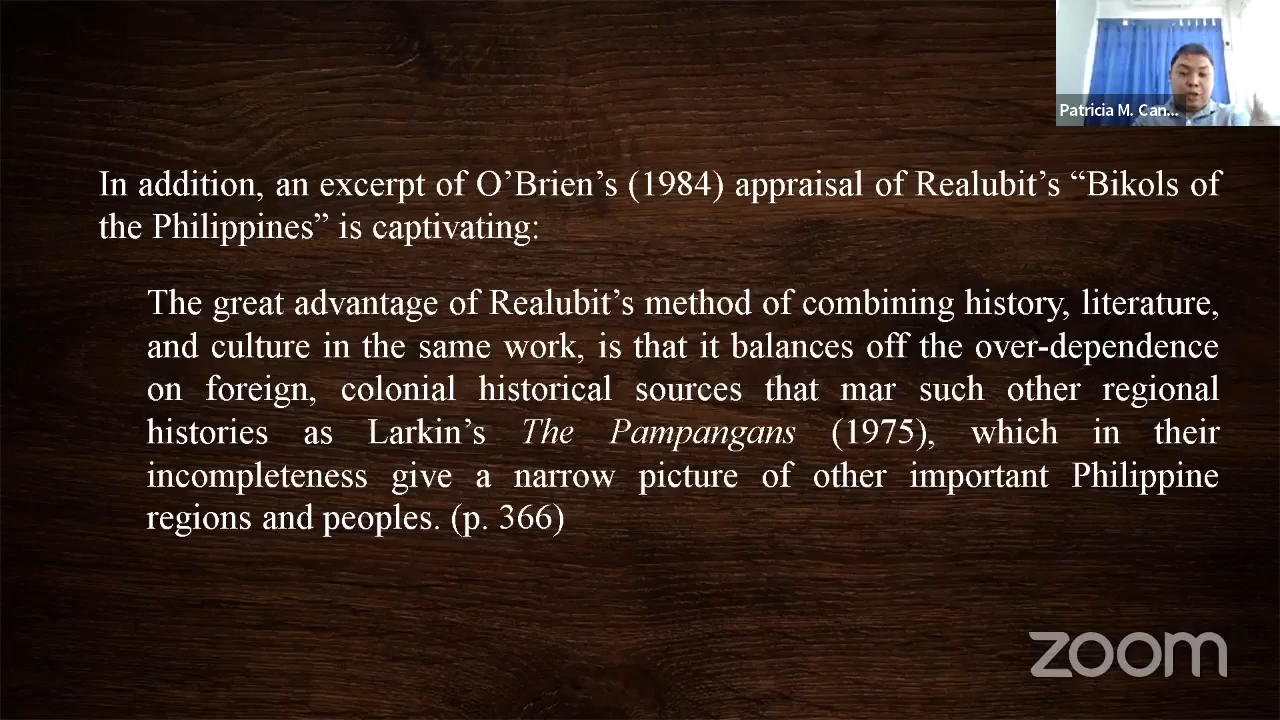 Patricia M. Can...
In addition, an excerpt of O’Brien’s (1984) appraisal of Realubit’s “Bikols of
the Philippines” is captivating:
The great advantage of Realubit’s method of combining history, literature,
and culture in the same work, is that it balances off the over-dependence
on foreign, colonial historical sources that mar such other regional
histories as Larkin’s The Pampangans (1975), which in their
incompleteness give a narrow picture of other important Philippine
regions and peoples. (p. 366)
zoom